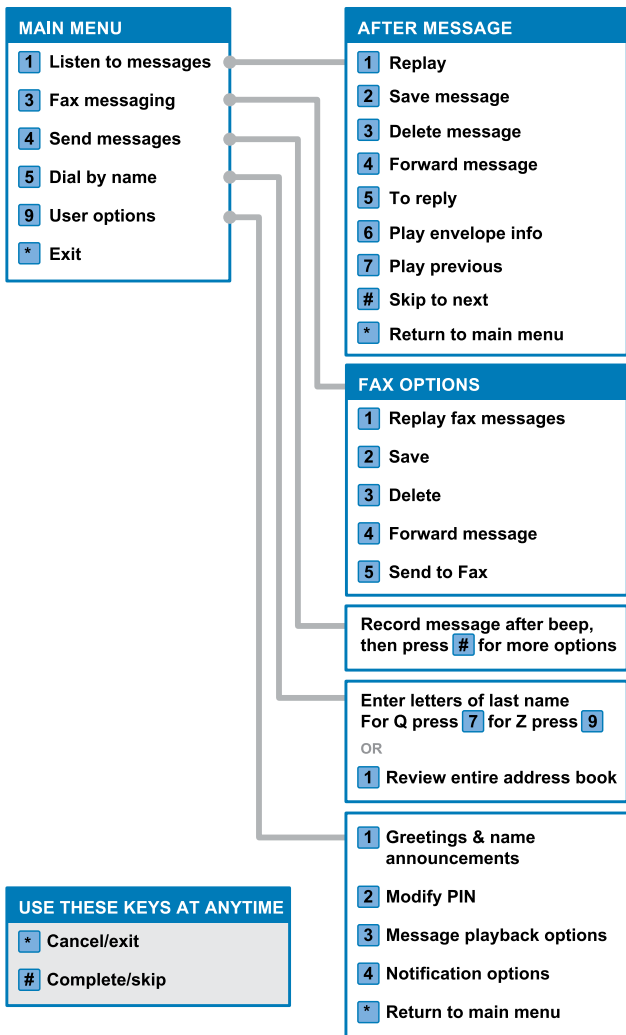 MAIN MENU
1 Listen to messages
3 Fax messaging
4 Send messages
5 Dial by name
9 User options
* Exit
AFTER MESSAGE
1 Replay
2 Save message
3 Delete message
4 Forward message
5 To reply
6 Play envelope info
7 Play previous
# Skip to next
* Return to main menu
FAX OPTIONS
1 Replay fax messages
2 Save
3 Delete
4 Forward message
5 Send to Fax
Record message after beep,
then press # for more options
Enter letters of last name
For Q press 7 for Z press 9
OR
1 Review entire address book
1 Greetings & name
announcements
2 Modify PIN
3 Message playback options
4 Notification options
* Return to main menu
USE THESE KEYS AT ANYTIME
* Cancel/exit
# Complete/skip